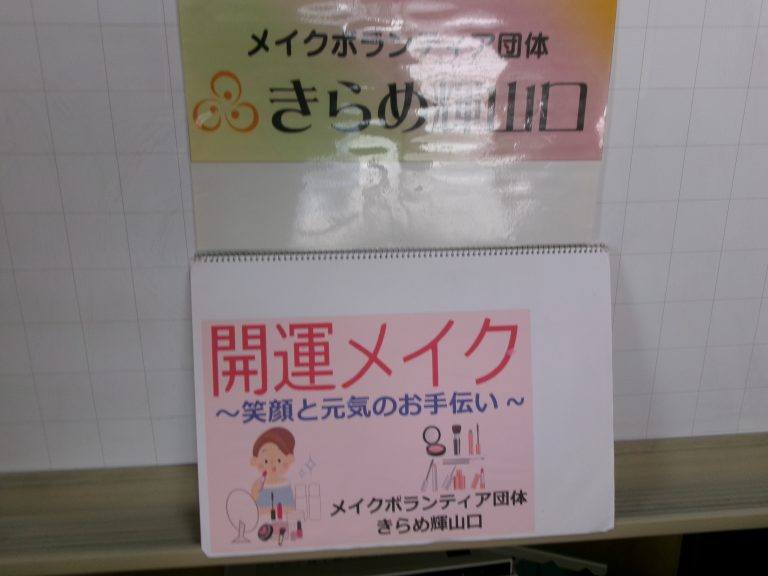 メイクボランティア団体
きらめ輝山口
開運メイク
～笑顔と元気のお手伝い～
メイクボランティア団体
きらめ輝山口